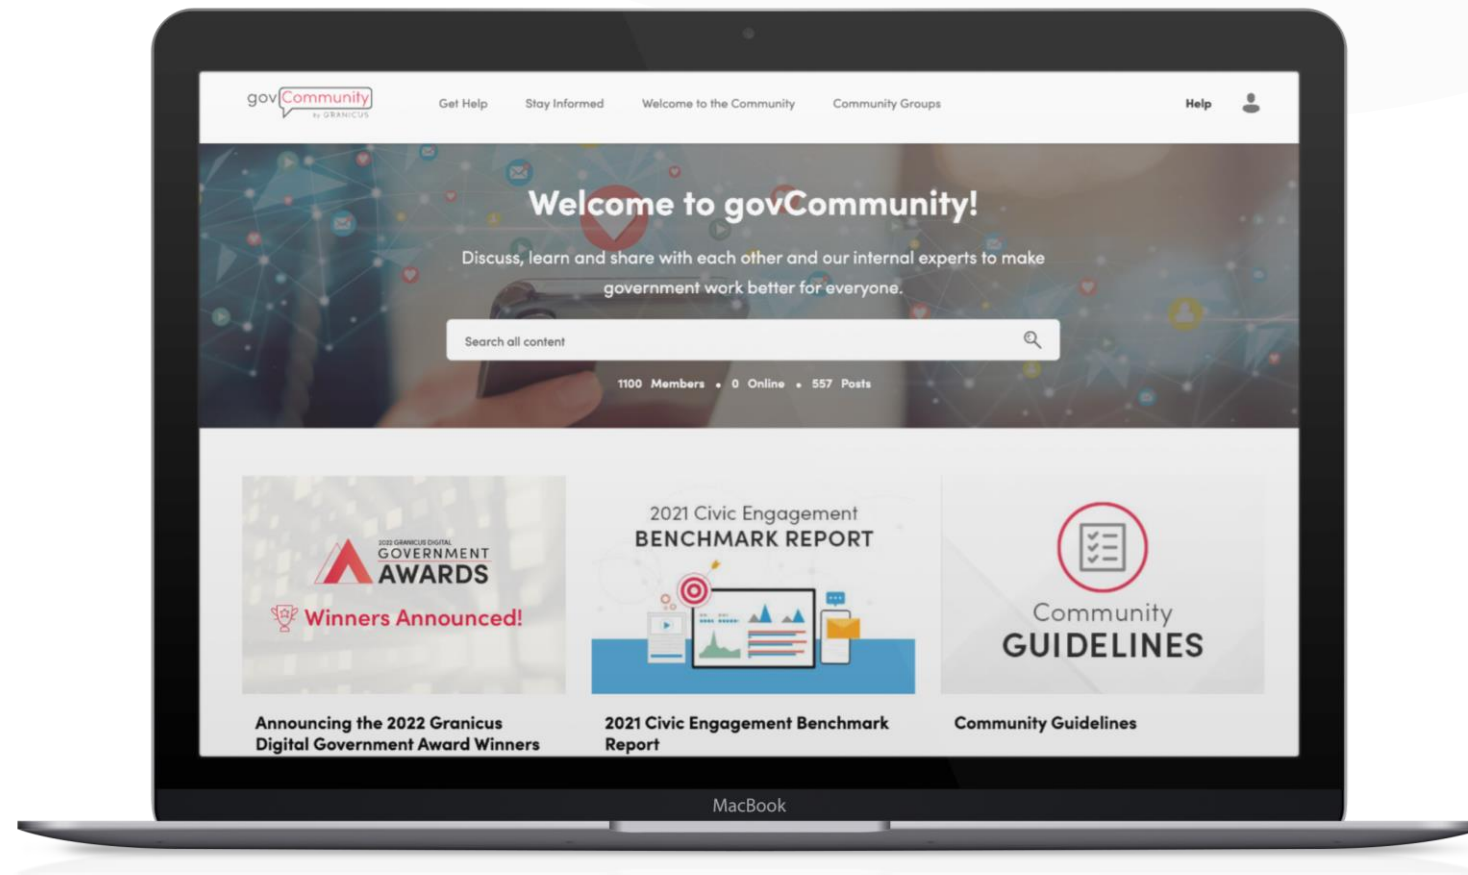 govCommunity
by GRANICUS
Get Help
Stay Informed
Welcome to the Community
Community Groups
Help
Welcome to govCommunity!
Discuss, learn and share with each other and our internal experts to make
government work better for everyone.
Search all content
1100 Members • 0 Online • 557 Posts
2022 GRANICUS DIGITAL
GOVERNMENT
AWARDS
Winners Announced!
2021 Civic Engagement
BENCHMARK REPORT
Community
GUIDELINES
Announcing the 2022 Granicus
Digital Government Award Winners
2021 Civic Engagement Benchmark
Report
Community Guidelines
MacBook